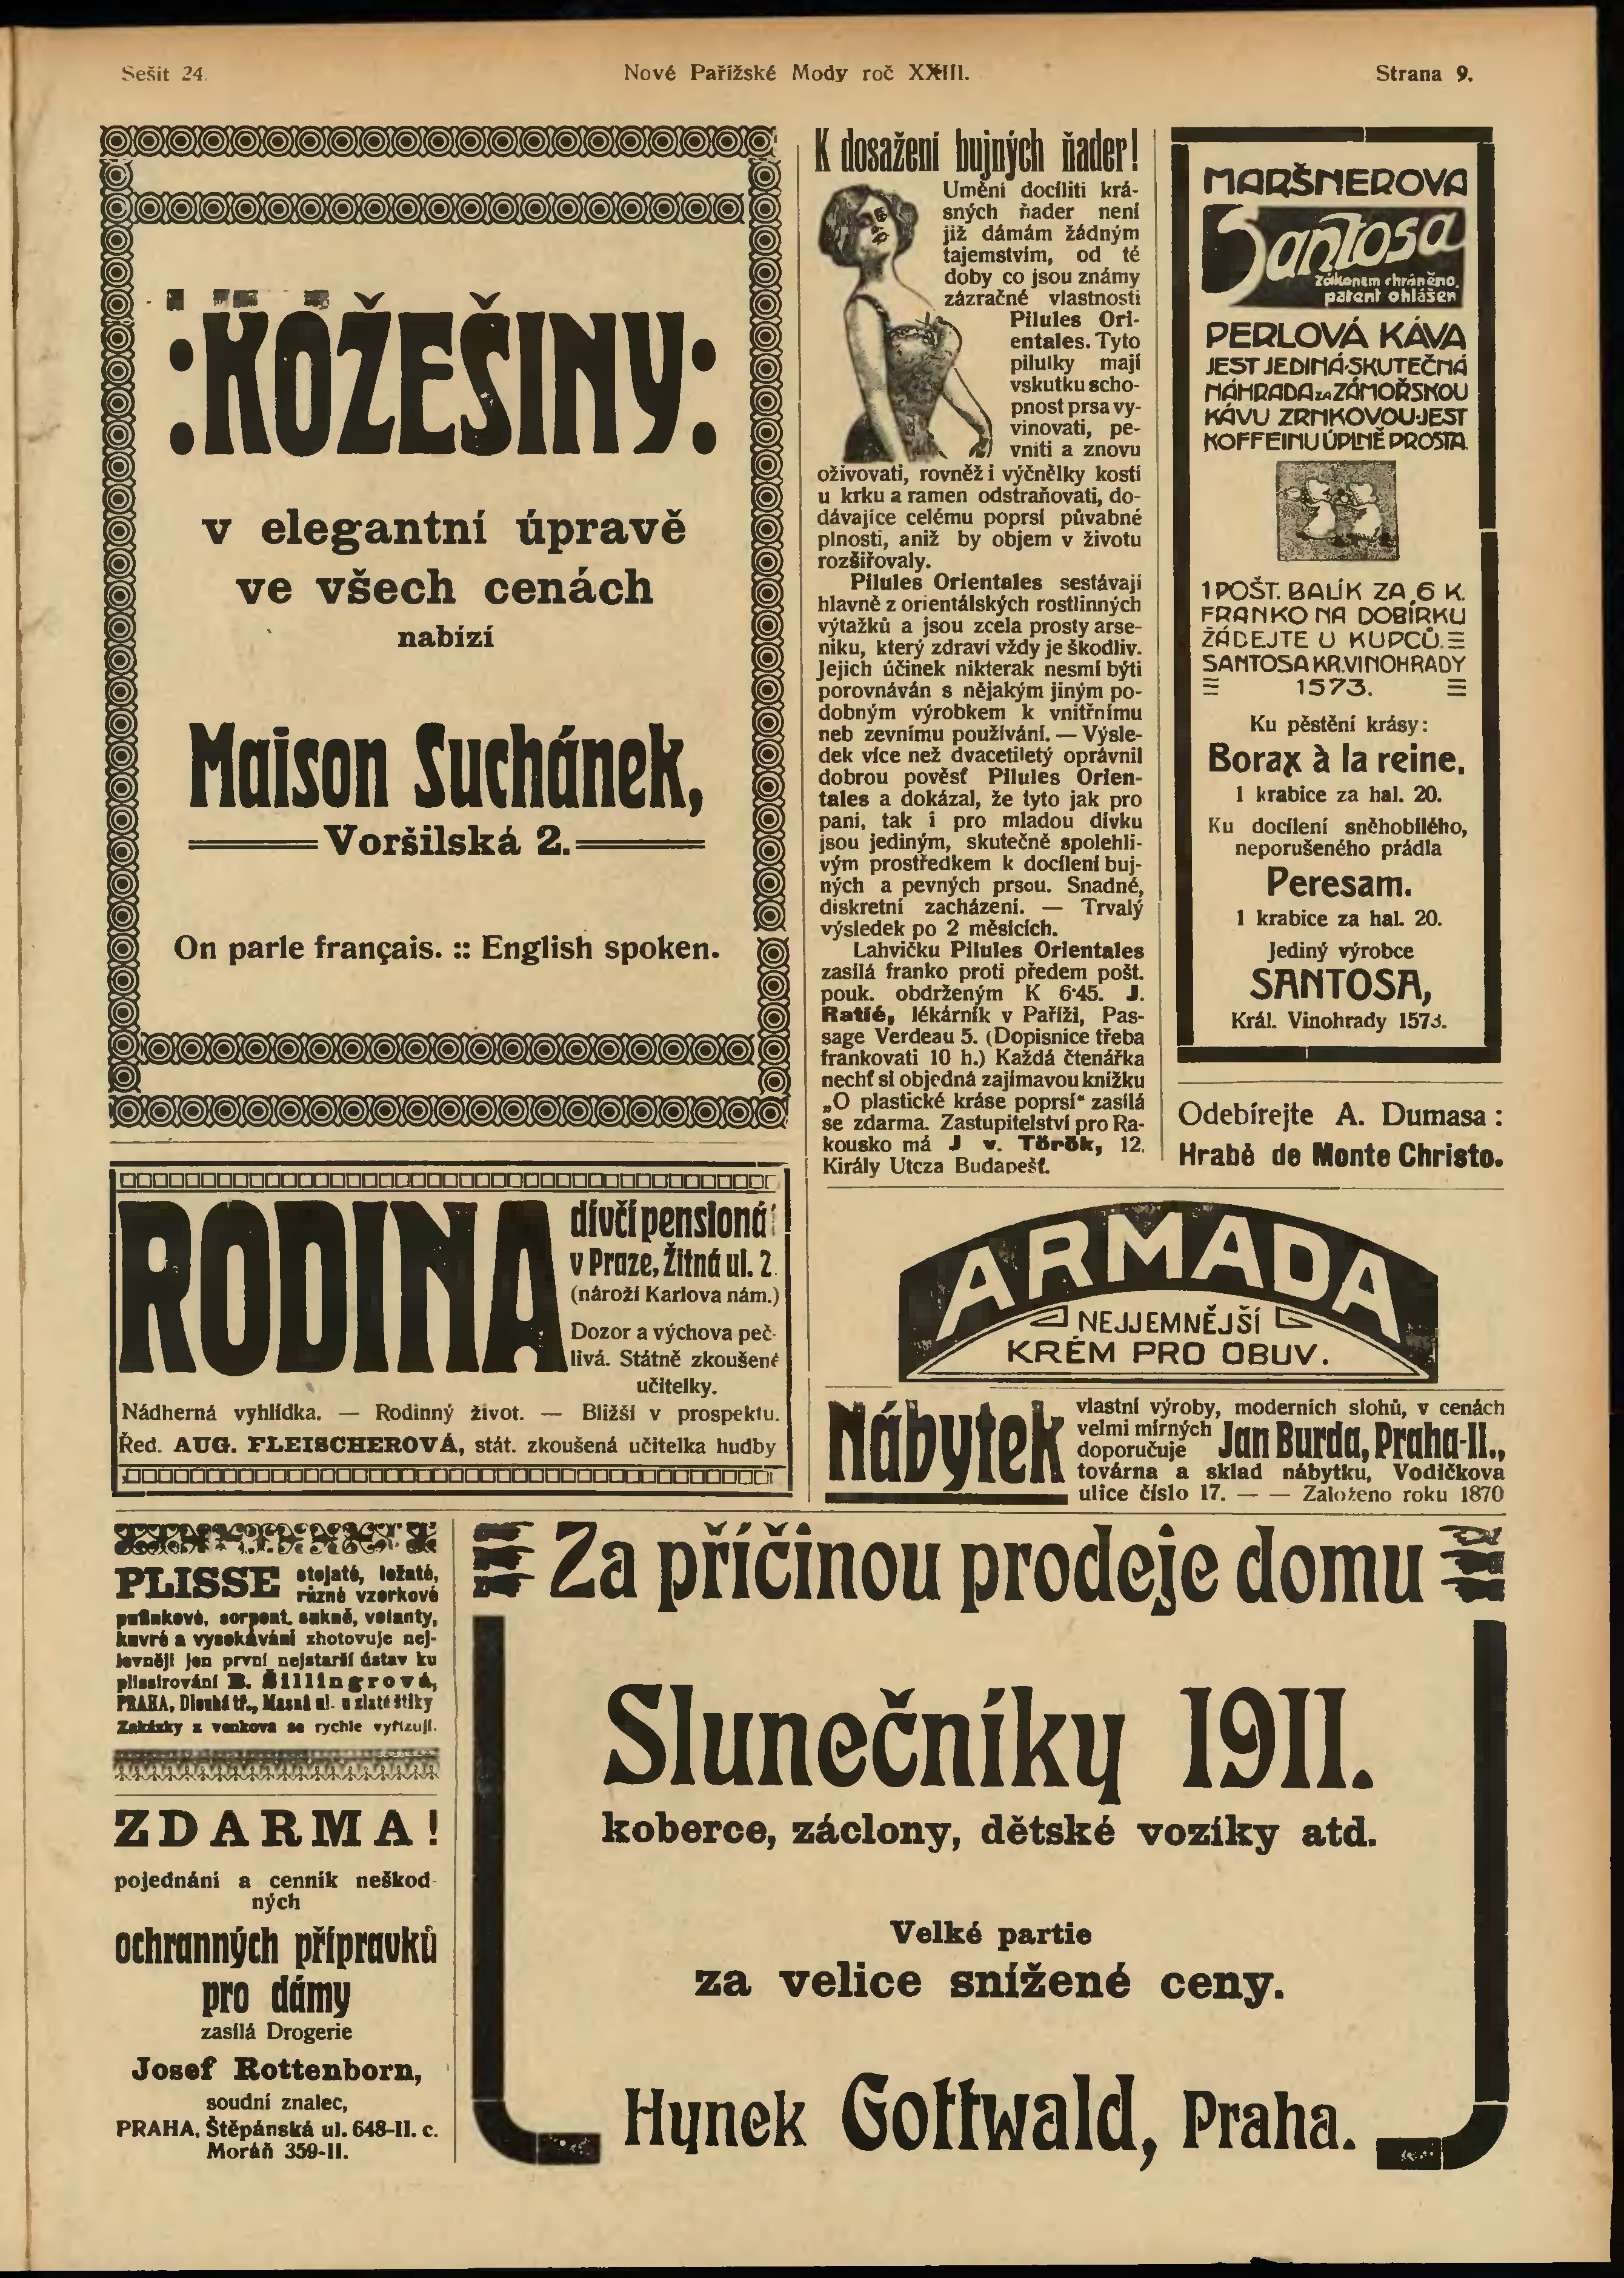 Sešit 24.
Nové Pařížské Mody roč XXIII.
Strana 9.
:KOŽEŠINY:
v elegantní úpravě
ve všech cenách
nabízí
Maison Suchánek,
Voršilská 2.
On parle français. :: English spoken.
K dosažení bujných ňader!
Umění docíliti krá-
sných ňader není
již dámám žádným
tajemstvím, od té
doby co jsou známy
zázračné vlastnosti
Pilules Ori-
entales. Tyto
pilulky mají
vskutku scho-
pnost prsa vy-
vinovati, pe-
vniti a znovu
oživovati, rovněž i výčnělky kostí
u krku a ramen odstraňovati, do-
dávajíce celému poprsí půvabné
plnosti, aniž by objem v životu
rozšiřovaly.
Pilules Orientales sestávají
hlavně z orientálských rostlinných
výtažků a jsou zcela prosty arse-
niku, který zdraví vždy je škodliv.
Jejich účinek nikterak nesmí býti
porovnáván s nějakým jiným po-
dobným výrobkem k vnitřnímu
neb zevnímu používání. — Výsle-
dek více než dvacetiletý oprávnil
dobrou pověsť Pilules Orien-
tales a dokázal, že tyto jak pro
paní, tak i pro mladou dívku
jsou jediným, skutečně spolehli-
vým prostředkem k docílení buj-
ných a pevných prsou. Snadné,
diskretní zacházení. — Trvalý
výsledek po 2 měsících.
Lahvičku Pilules Orientales
zasílá franko proti předem pošt.
pouk. obdrženým K 6·45. J.
Ratié, lékárník v Paříži, Pas-
sage Verdeau 5. (Dopisnice třeba
frankovati 10 h.) Každá čtenářka
nechť si objedná zajímavou knížku
„O plastické kráse poprsí“ zasílá
se zdarma. Zastupitelství pro Ra-
kousko má J. v. Török, 12.
Király Utcza Budapešť.
MARŠNEROVA
Santosa
Zákonem chráněno.
patent ohlášen
PERLOVÁ KÁVA
JEST JEDINÁ·SKUTEČNÁ
NÁHRADA ZA ZÁMOŘSKOU
KÁVU ZRNKOVOU·JEST
KOFFEINU ÚPLNĚ PROSTA.
1 POŠT. BALÍK ZA 6 K.
FRANKO NA DOBÍRKU
ŽÁDEJTE U KUPCŮ.
SANTOSA KR. VINOHRADY
1573.
Ku pěstění krásy:
Borax à la reine.
1 krabice za hal. 20.
Ku docílení sněhobílého,
neporušeného prádla
Peresam.
1 krabice za hal. 20.
Jediný výrobce
SANTOSA,
Král. Vinohrady 1573.
Odebírejte A. Dumasa:
Hrabě de Monte Christo.
RODINA
dívčí pensionát
v Praze, Žitná ul. 2.
(nároží Karlova nám.)
Dozor a výchova peč-
livá. Státně zkoušené
učitelky.
Nádherná vyhlídka. — Rodinný život. — Bližší v prospektu.
Řed. AUG. FLEISCHEROVÁ, stát. zkoušená učitelka hudby
ARMADA
NEJJEMNĚJŠÍ
KRÉM PRO OBUV.
Nábytek
vlastní výroby, moderních slohů, v cenách
velmi mírných
doporučuje Jan Burda, Praha-II.,
továrna a sklad nábytku, Vodičkova
ulice číslo 17. — — Založeno roku 1870
PLISSE stojaté, ležaté,
různé vzorkové
puťnkové, serpent. sukně, volanty,
kuvré a vysekávání zhotovuje nej-
levněji jen první nejstarší ústav ku
plissirování B. Šillingrová,
PRAHA, Dlouhá tř., Masná ul. u zlaté štiky
Zakázky z venkova se rychle vyřizují.
ZDARMA!
pojednání a cenník neškod-
ných
ochranných přípravků
pro dámy
zasílá Drogerie
Josef Rottenborn,
soudní znalec,
PRAHA, Štěpánská ul. 648-II. c.
Moráň 359-II.
Za příčinou prodeje domu
Slunečníky 1911.
koberce, záclony, dětské vozíky atd.
Velké partie
za velice snížené ceny.
Hynek Gottwald, Praha.